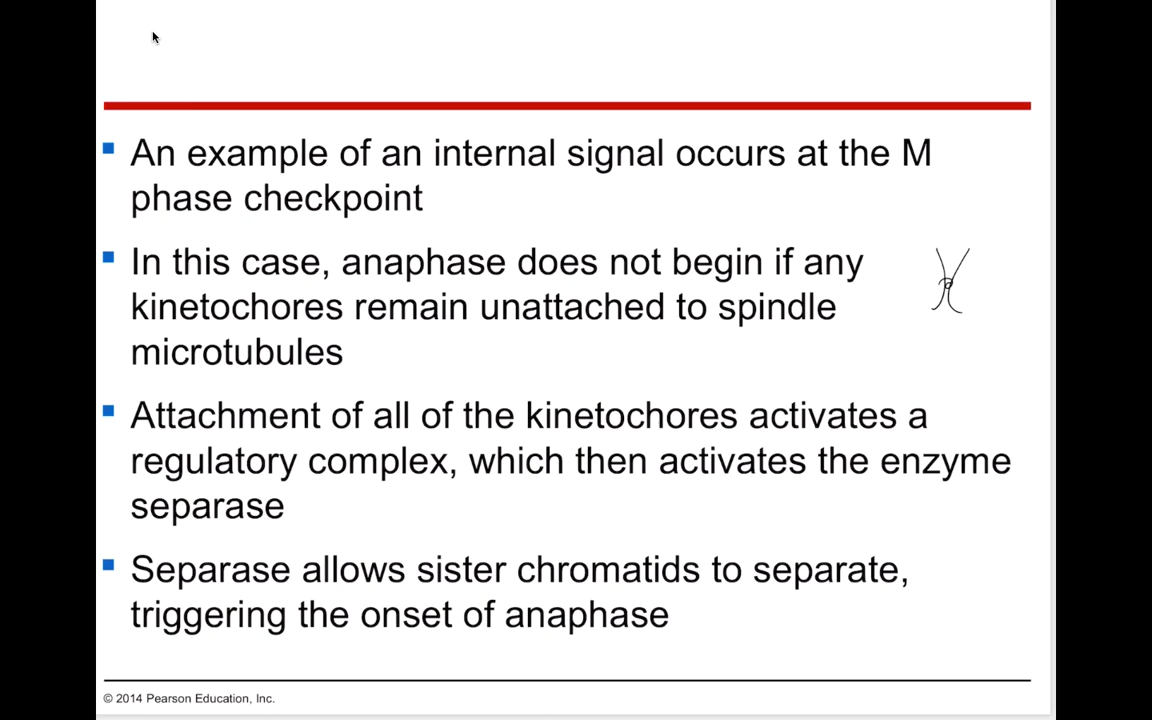 An example of an internal signal occurs at the M
phase checkpoint
In this case, anaphase does not begin if any
kinetochores remain unattached to spindle
microtubules
Attachment of all of the kinetochores activates a
regulatory complex, which then activates the enzyme
separase
Separase allows sister chromatids to separate,
triggering the onset of anaphase
© 2014 Pearson Education, Inc.